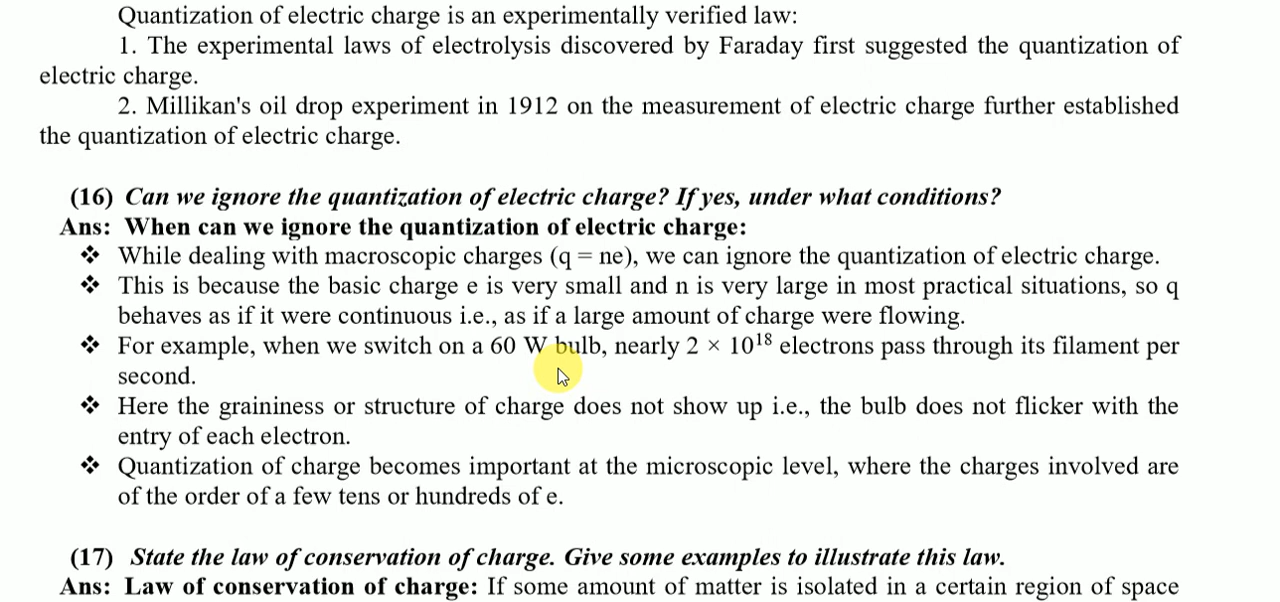 Quantization of electric charge is an experimentally verified law:
1. The experimental laws of electrolysis discovered by Faraday first suggested the quantization of
electric charge.
2. Millikan's oil drop experiment in 1912 on the measurement of electric charge further established
the quantization of electric charge.
(16) Can we ignore the quantization of electric charge? If yes, under what conditions?
Ans: When can we ignore the quantization of electric charge:
❖ While dealing with macroscopic charges (q = ne), we can ignore the quantization of electric charge.
❖ This is because the basic charge e is very small and n is very large in most practical situations, so q
behaves as if it were continuous i.e., as if a large amount of charge were flowing.
❖ For example, when we switch on a 60 W bulb, nearly 2 × 10¹⁸ electrons pass through its filament per
second.
❖ Here the graininess or structure of charge does not show up i.e., the bulb does not flicker with the
entry of each electron.
❖ Quantization of charge becomes important at the microscopic level, where the charges involved are
of the order of a few tens or hundreds of e.
(17) State the law of conservation of charge. Give some examples to illustrate this law.
Ans: Law of conservation of charge: If some amount of matter is isolated in a certain region of space